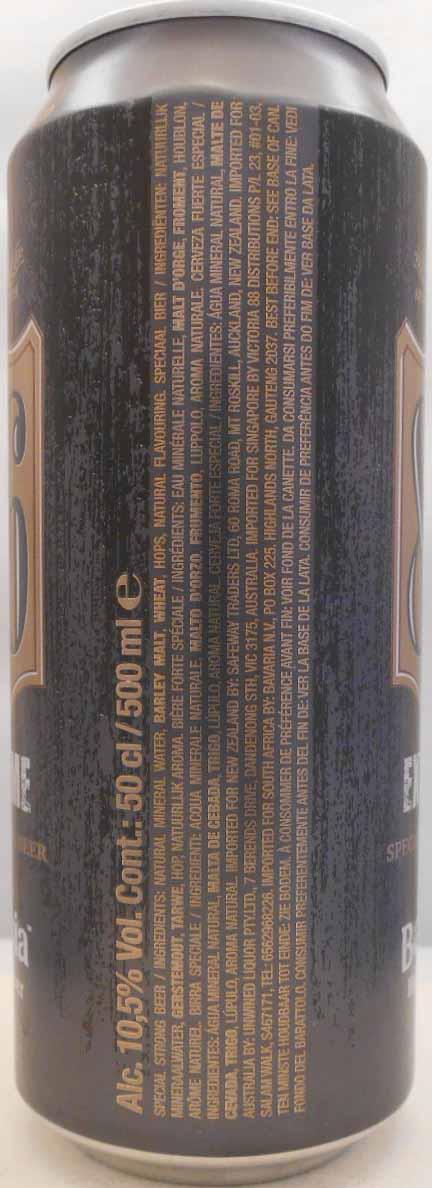 Alc. 10,5% Vol. Cont.: 50 cl / 500 ml e
SPECIAL STRONG BEER / INGREDIENTS: NATURAL MINERAL WATER, BARLEY MALT, WHEAT, HOPS, NATURAL FLAVOURING. SPECIAAL BIER / INGREDIENTEN: NATUURLIJK
MINERAALWATER, GERSTEMOUT, TARWE, HOP, NATUURLIJK AROMA. BIÈRE FORTE SPÉCIALE / INGRÉDIENTS: EAU MINÉRALE NATURELLE, MALT D'ORGE, FROMENT, HOUBLON,
ARÔME NATUREL. BIRRA SPECIALE / INGREDIENTI: ACQUA MINERALE NATURALE, MALTO D'ORZO, FRUMENTO, LUPPOLO, AROMA NATURALE. CERVEZA FUERTE ESPECIAL /
INGREDIENTES: AGUA MINERAL NATURAL, MALTA DE CEBADA, TRIGO, LÚPULO, AROMA NATURAL. CERVEJA FORTE ESPECIAL / INGREDIENTES: ÁGUA MINERAL NATURAL, MALTE DE
CEVADA, TRIGO, LÚPULO, AROMA NATURAL. IMPORTED FOR NEW ZEALAND BY: SAFEWAY TRADERS LTD, 60 ROMA ROAD, MT ROSKILL, AUCKLAND, NEW ZEALAND. IMPORTED FOR
AUSTRALIA BY: UNWINED LIQUOR PTY.LTD., 7 BERENDS DRIVE, DANDENONG STH, VIC 3175, AUSTRALIA. IMPORTED FOR SINGAPORE BY VICTORIA 88 DISTRIBUTIONS P/L 23, #01-03,
SALAM WALK, S467171, TEL: 6562968226. IMPORTED FOR SOUTH AFRICA BY: BAVARIA N.V., PO BOX 225, HIGHLANDS NORTH, GAUTENG 2037. BEST BEFORE END: SEE BASE OF CAN.
TEN MINSTE HOUDBAAR TOT EINDE: ZIE BODEM. À CONSOMMER DE PRÉFÉRENCE AVANT FIN: VOIR FOND DE LA CANETTE. DA CONSUMARSI PREFERIBILMENTE ENTRO LA FINE: VEDI
FONDO DEL BARATTOLO. CONSUMIR PREFERENTEMENTE ANTES DEL FIN DE: VER LA BASE DE LA LATA. CONSUMIR DE PREFERÊNCIA ANTES DO FIM DE: VER BASE DA LATA.